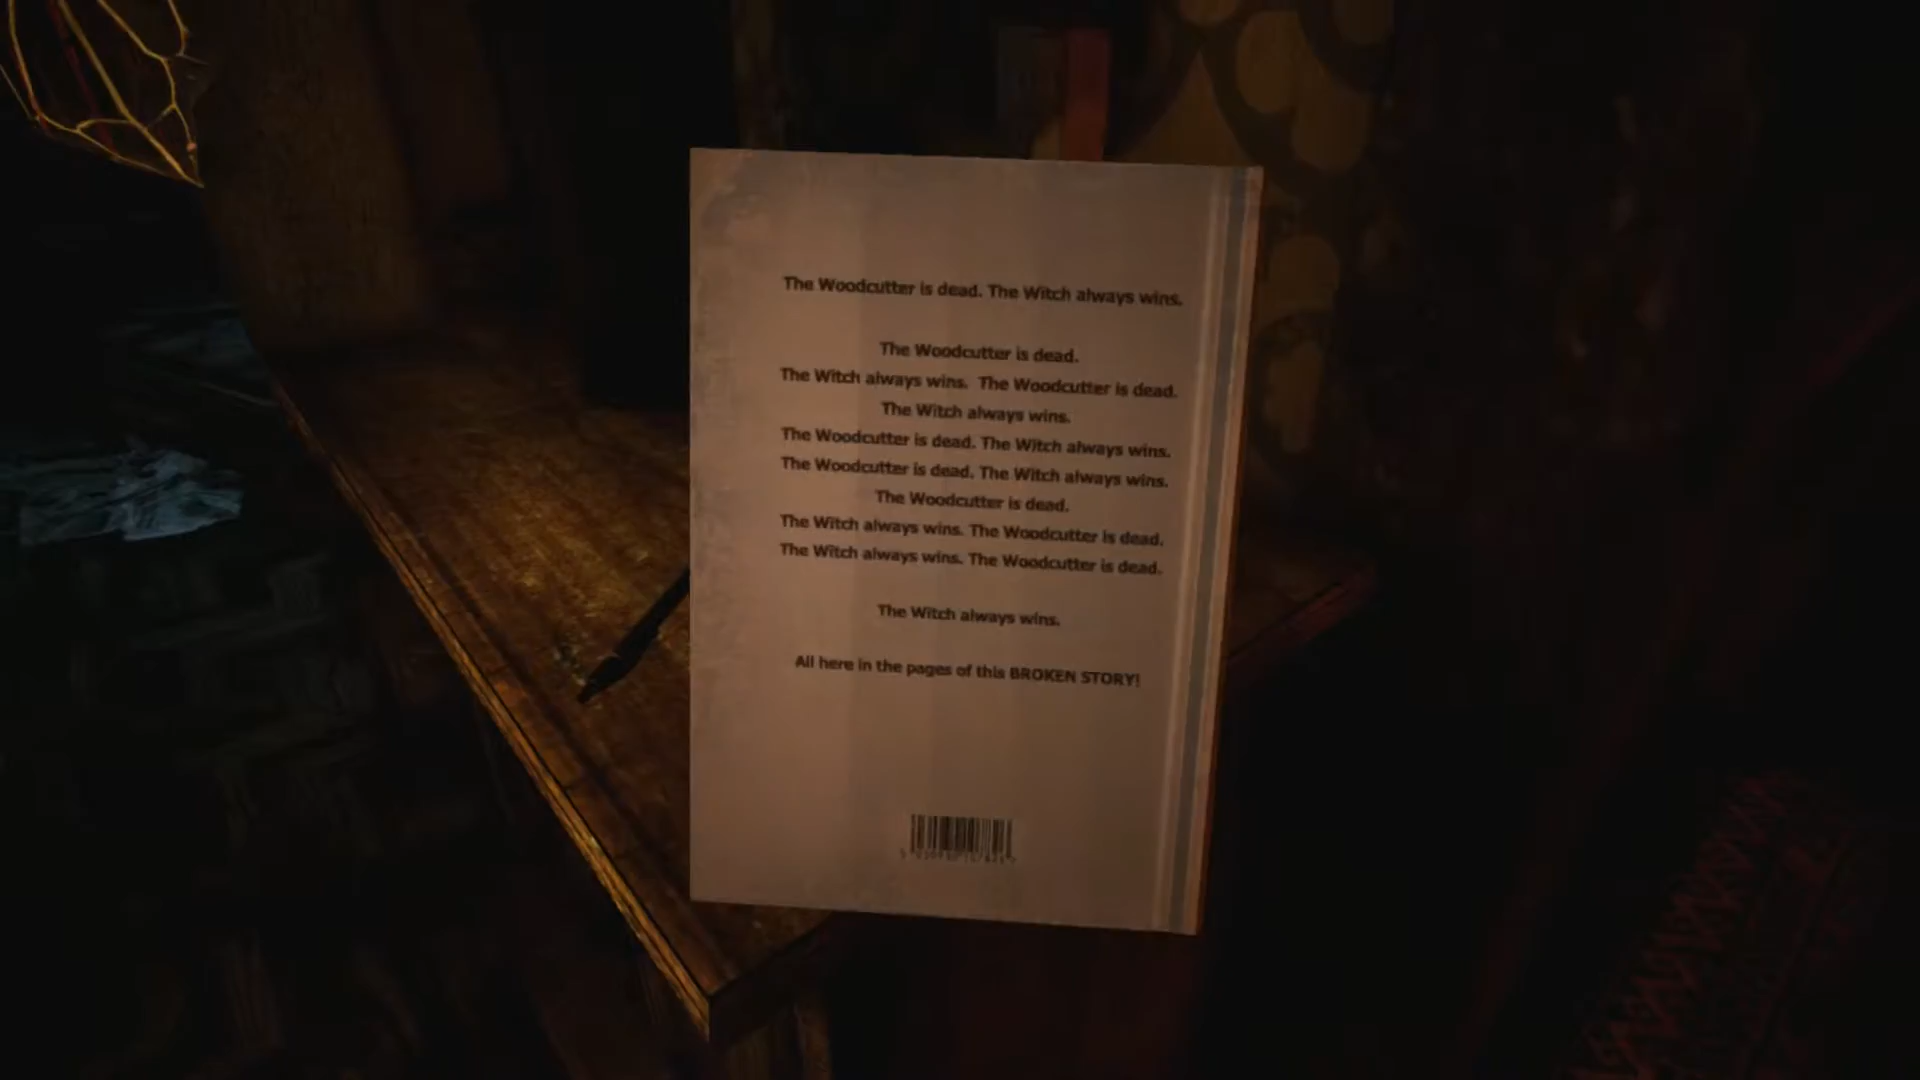 The Woodcutter is dead. The Witch always wins.
The Woodcutter is dead.
The Witch always wins.  The Woodcutter is dead.
The Witch always wins.
The Woodcutter is dead. The Witch always wins.
The Woodcutter is dead. The Witch always wins.
The Woodcutter is dead.
The Witch always wins. The Woodcutter is dead.
The Witch always wins. The Woodcutter is dead.
The Witch always wins.
All here in the pages of this BROKEN STORY!